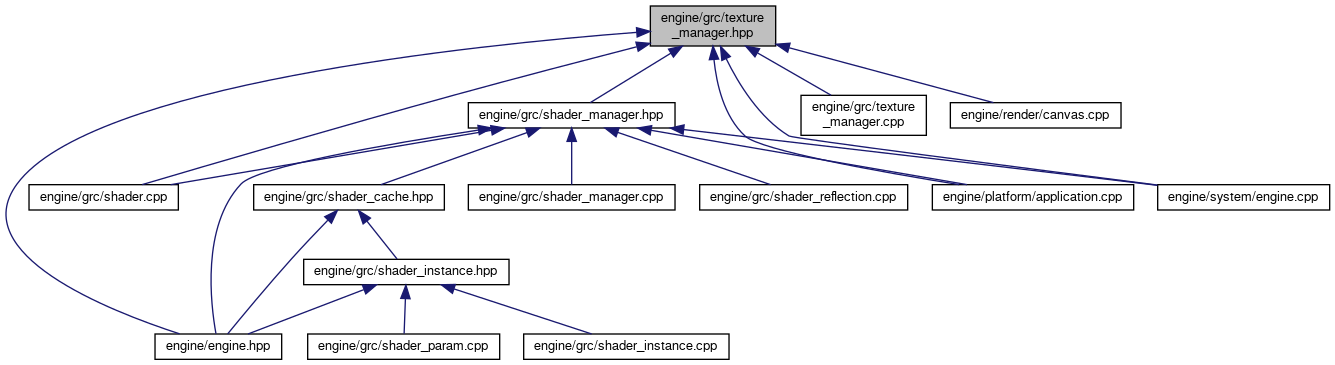 engine/grc/texture
_manager.hpp
engine/grc/shader_manager.hpp
engine/grc/texture
_manager.cpp
engine/render/canvas.cpp
engine/grc/shader.cpp
engine/grc/shader_cache.hpp
engine/grc/shader_manager.cpp
engine/grc/shader_reflection.cpp
engine/platform/application.cpp
engine/system/engine.cpp
engine/grc/shader_instance.hpp
engine/engine.hpp
engine/grc/shader_param.cpp
engine/grc/shader_instance.cpp